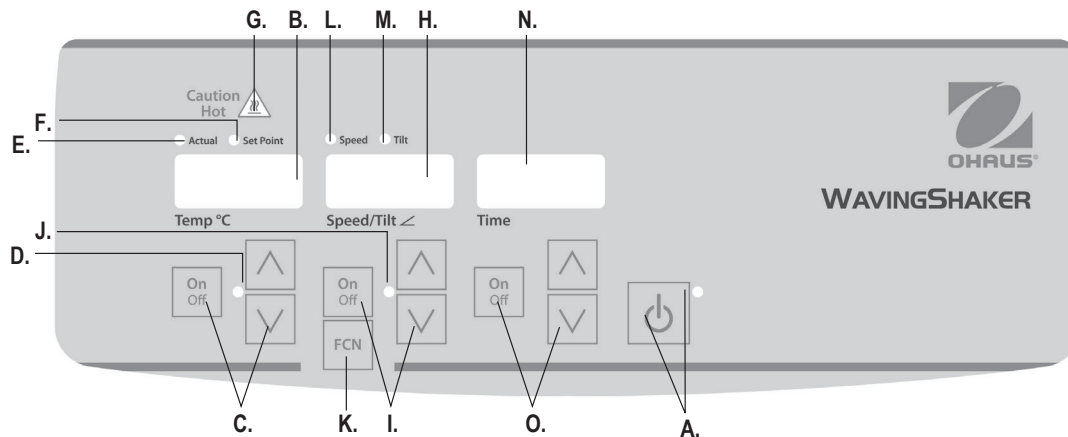 G. B. L. M. H. N.
Caution
Hot
F.
E.
Actual Set Point Speed Tilt
OHAUS®
WAVINGSHAKER
Temp °C Speed/Tilt ∠ Time
J.
D.
On
Off
On
Off
On
Off
FCN
C. K. I. O. A.